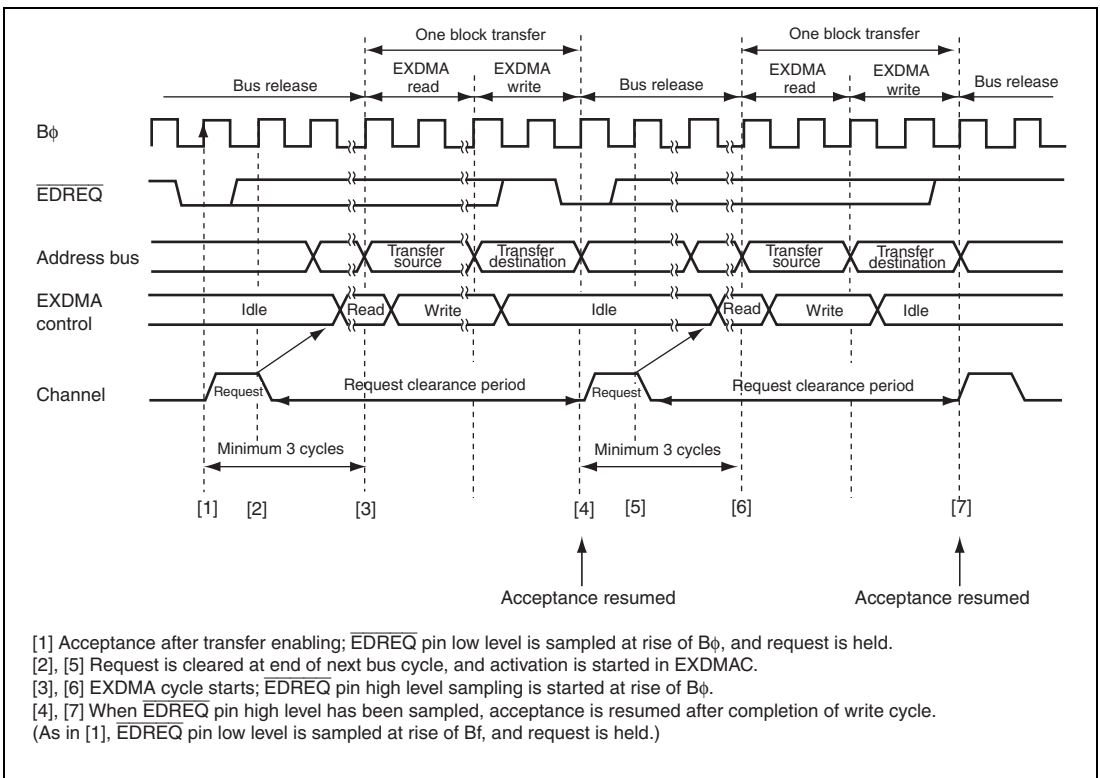 One block transfer One block transfer
EXDMA read EXDMA write EXDMA read EXDMA write
Bus release Bus release Bus release
Bϕ
EDREQ
Address bus Transfer source Transfer destination Transfer source Transfer destination
EXDMA control Idle Read Write Idle Read Write Idle
Channel Request Request clearance period Request Request clearance period
Minimum 3 cycles Minimum 3 cycles
[1] [2] [3] [4] [5] [6] [7]
Acceptance resumed Acceptance resumed
[1] Acceptance after transfer enabling; EDREQ pin low level is sampled at rise of Bϕ, and request is held.
[2], [5] Request is cleared at end of next bus cycle, and activation is started in EXDMAC.
[3], [6] EXDMA cycle starts; EDREQ pin high level sampling is started at rise of Bϕ.
[4], [7] When EDREQ pin high level has been sampled, acceptance is resumed after completion of write cycle.
(As in [1], EDREQ pin low level is sampled at rise of Bf, and request is held.)